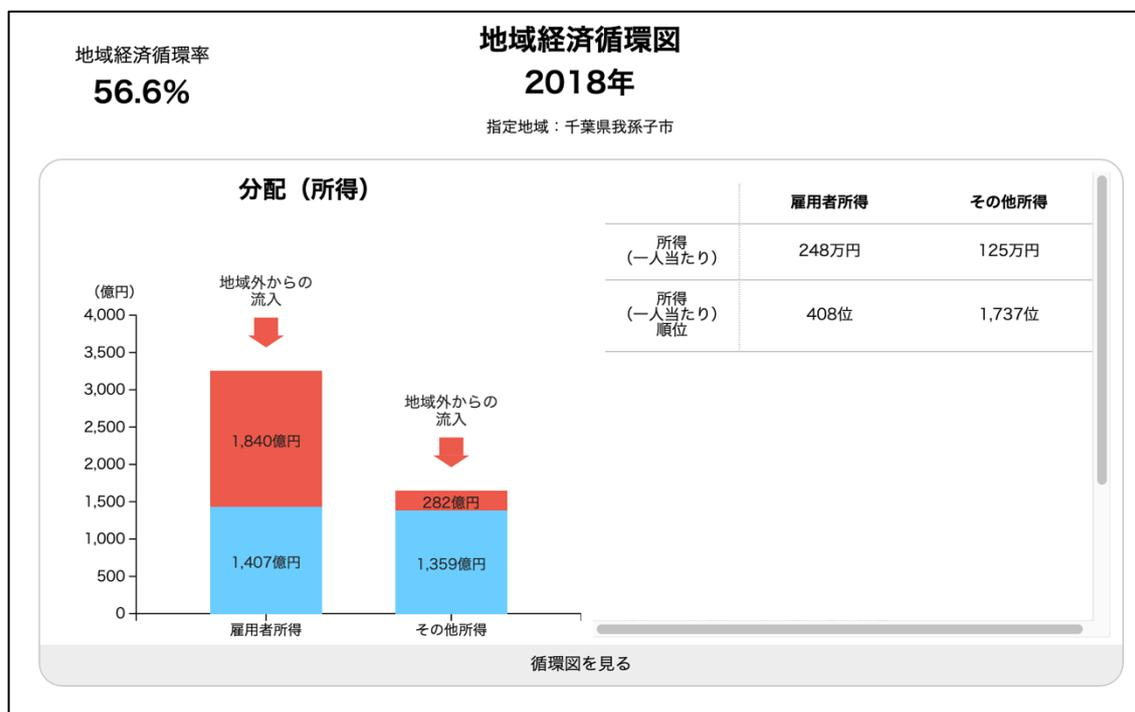 地域経済循環率
56.6%
地域経済循環図
2018年
指定地域：千葉県我孫子市
分配（所得）
（億円）
4,000
3,500
3,000
2,500
2,000
1,500
1,000
500
0
地域外からの
流入
1,840億円
1,407億円
雇用者所得
地域外からの
流入
282億円
1,359億円
その他所得
雇用者所得 その他所得
所得
（一人当たり） 248万円 125万円
所得
（一人当たり）
順位 408位 1,737位
循環図を見る